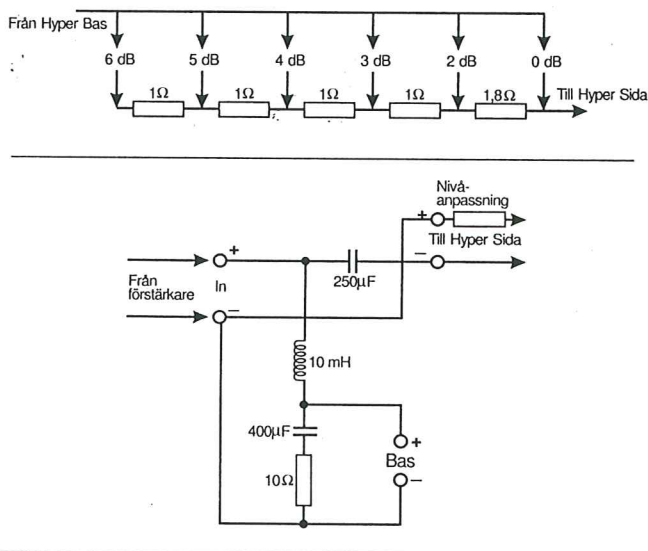 Från Hyper Bas
6 dB
5 dB
4 dB
3 dB
2 dB
0 dB
1Ω
1Ω
1Ω
1Ω
1,8Ω
Till Hyper Sida
Nivå-
anpassning
+
Till Hyper Sida
−
+
250µF
Från
förstärkare
In
−
10 mH
400µF
+
Bas
−
10Ω